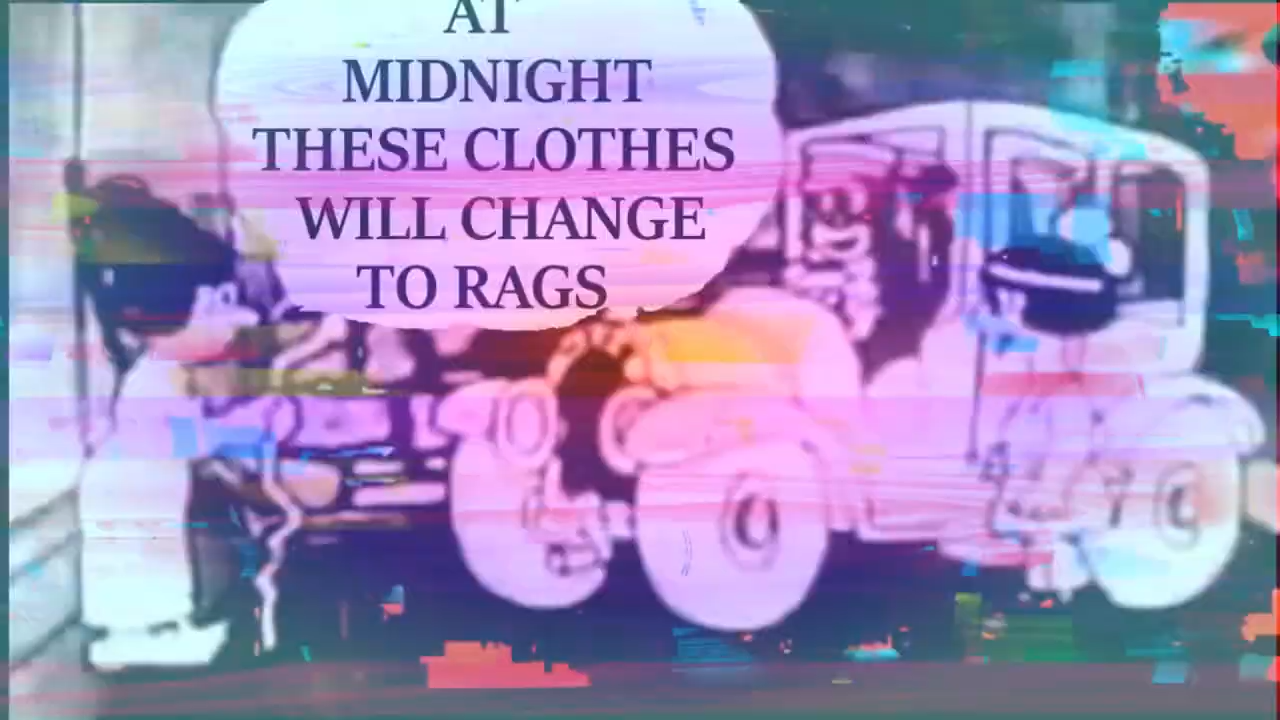 AT
MIDNIGHT
THESE CLOTHES
WILL CHANGE
TO RAGS